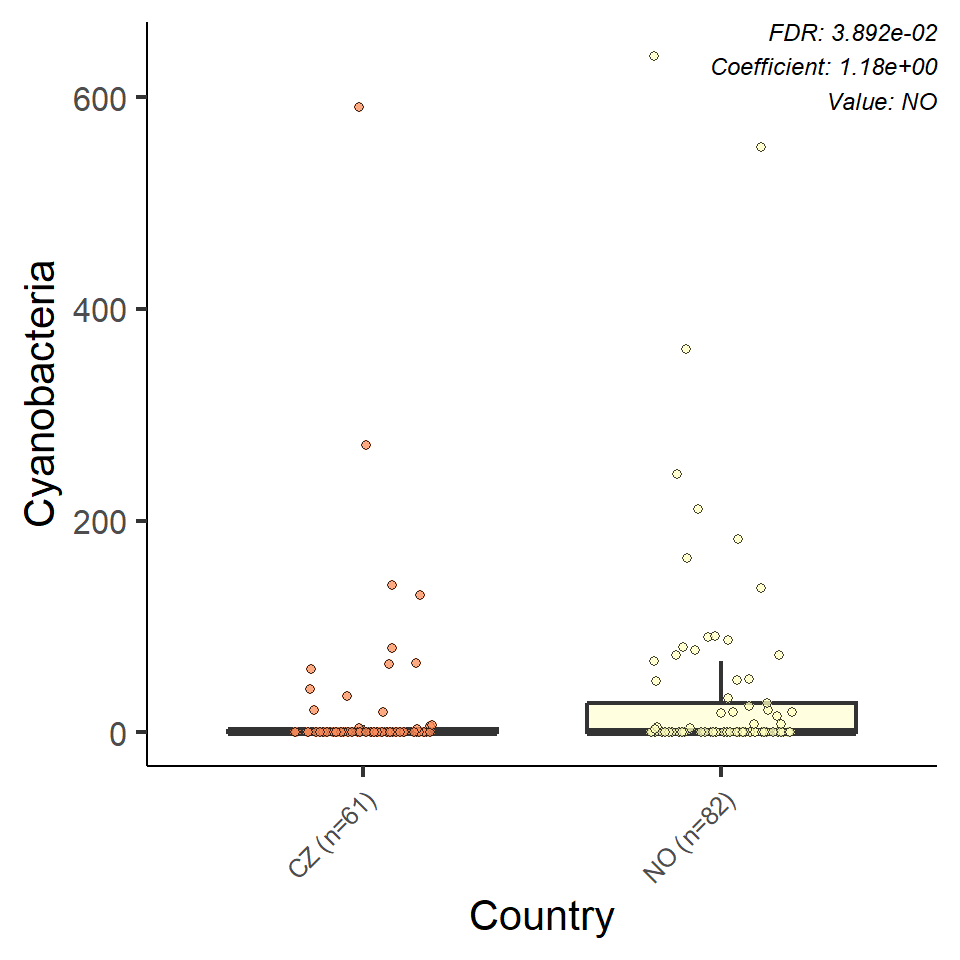 FDR: 3.892e-02
Coefficient: 1.18e+00
Value: NO
600
400
200
0
Cyanobacteria
CZ (n=61)
NO (n=82)
Country